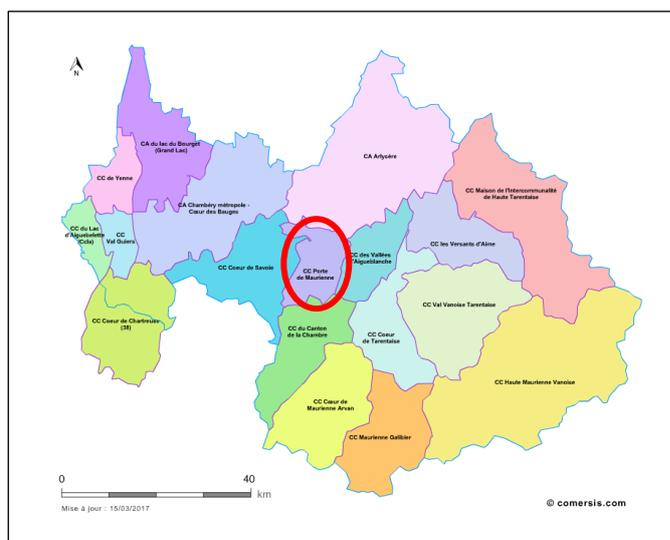 N
CA du lac du Bourget
(Grand Lac)
CA Arlysère
CC de Yenne
CC Maison de l'Intercommunalité
de Haute Tarentaise
CA Chambéry métropole -
Cœur des Bauges
CC du Lac
d'Aiguebelette
(Ccla)
CC
Val Guiers
CC les Versants d'Aime
CC des Vallées
d'Aigueblanche
CC Coeur de Savoie
CC Porte
de Maurienne
CC Val Vanoise Tarentaise
CC Coeur de Chartreuse
(38)
CC du Canton
de la Chambre
CC Coeur
de Tarentaise
CC Haute Maurienne Vanoise
CC Cœur de
Maurienne Arvan
CC Maurienne Galibier
0 40
km
Mise à jour : 15/03/2017
© comersis.com